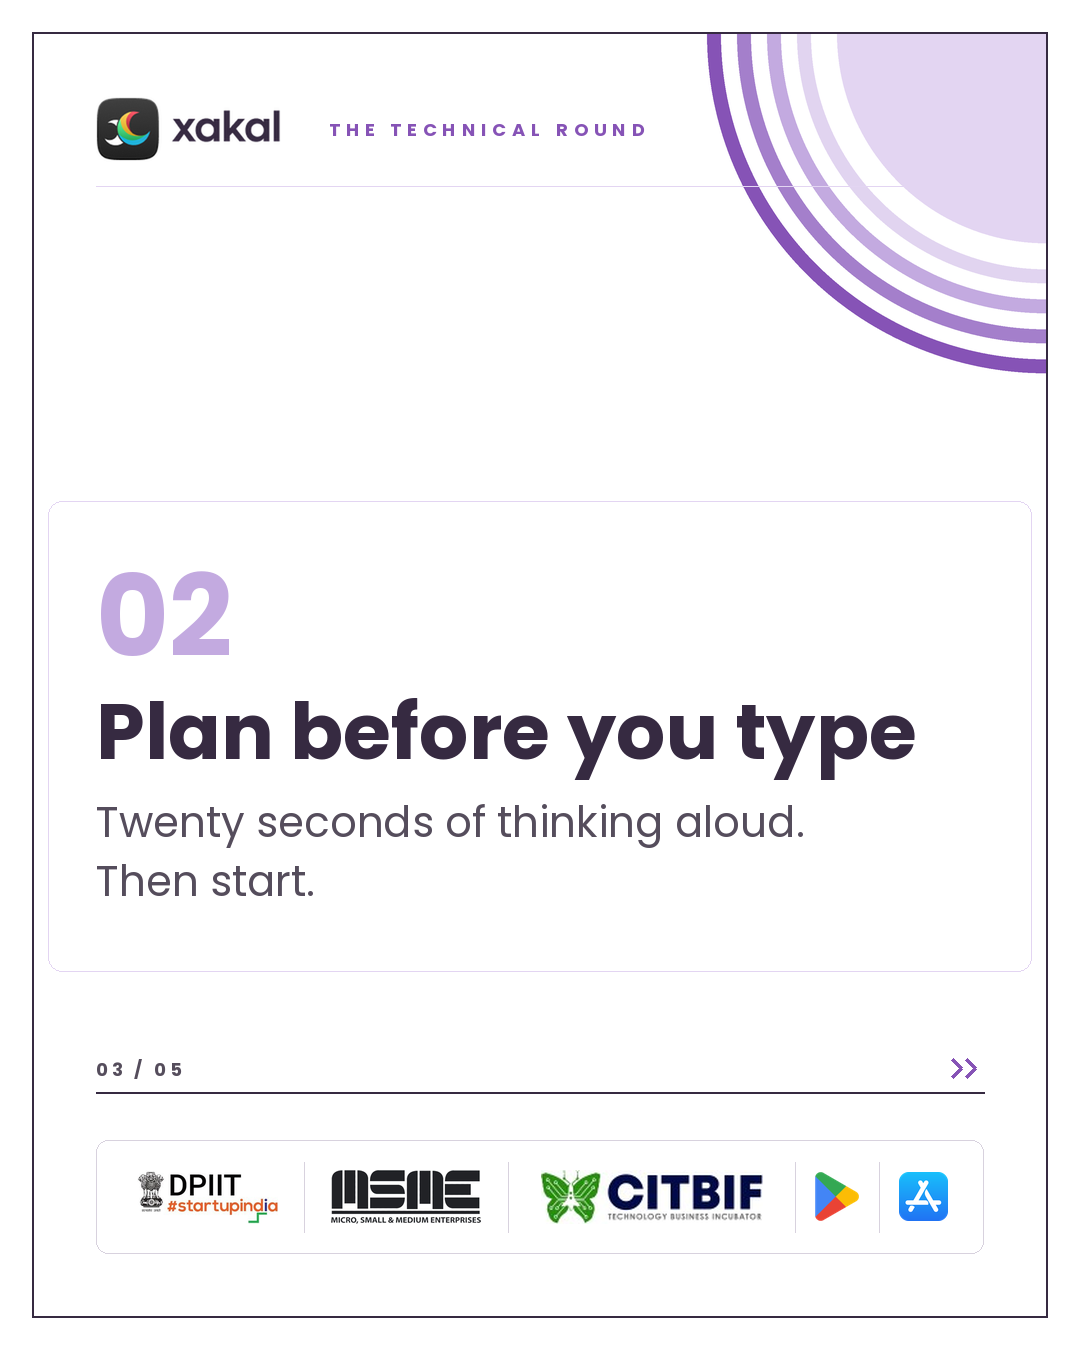 xakal
THE TECHNICAL ROUND
02
Plan before you type
Twenty seconds of thinking aloud.
Then start.
03 / 05
DPIIT
#startupindia
MSME
MICRO, SMALL & MEDIUM ENTERPRISES
CITBIF
TECHNOLOGY BUSINESS INCUBATOR